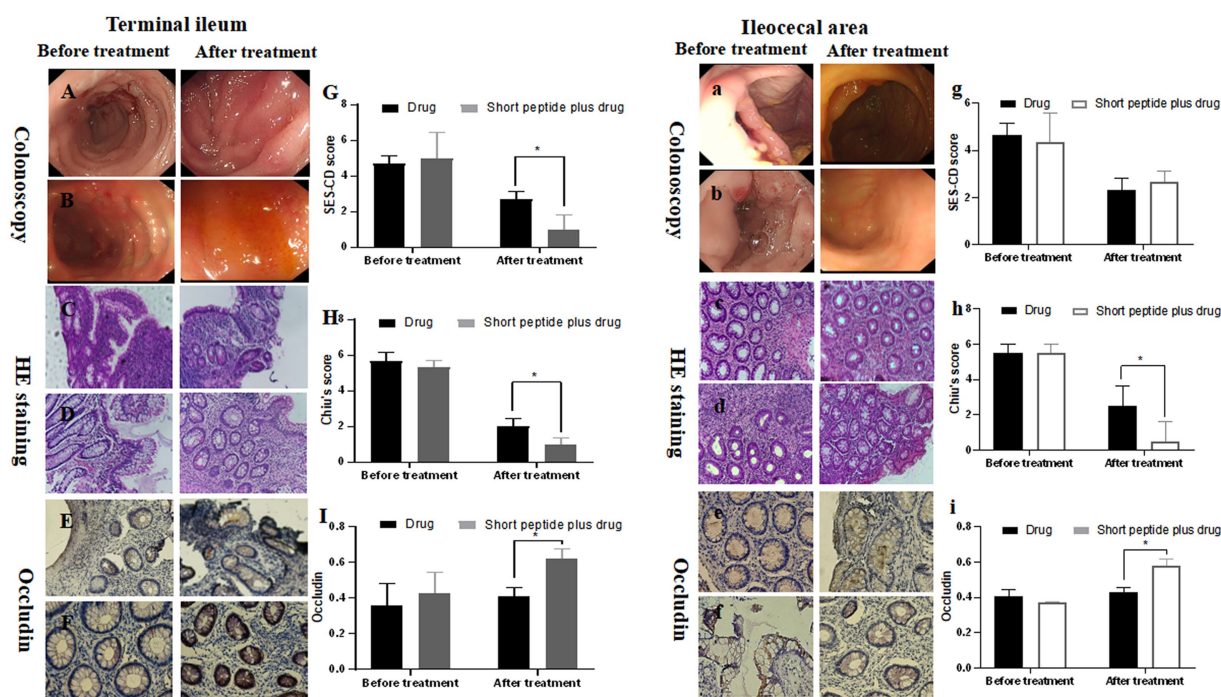 Terminal ileum
Before treatment
After treatment
Colonoscopy
HE staining
Occludin
A
B
C
D
E
F
G
Drug
Short peptide plus drug
SES-CD score
8
6
4
2
0
*
Before treatment
After treatment
H
Drug
Short peptide plus drug
Chiu's score
8
6
4
2
0
*
Before treatment
After treatment
I
Drug
Short peptide plus drug
Occludin
0.8
0.6
0.4
0.2
0.0
*
Before treatment
After treatment
Ileocecal area
Before treatment
After treatment
Colonoscopy
HE staining
Occludin
a
b
c
d
e
f
gg
Drug
Short peptide plus drug
SES-CD score
6
4
2
0
Before treatment
After treatment
h
Drug
Short peptide plus drug
Chiu's score
8
6
4
2
0
*
Before treatment
After treatment
i
Drug
Short peptide plus drug
Occludin
0.8
0.6
0.4
0.2
0.0
*
Before treatment
After treatment